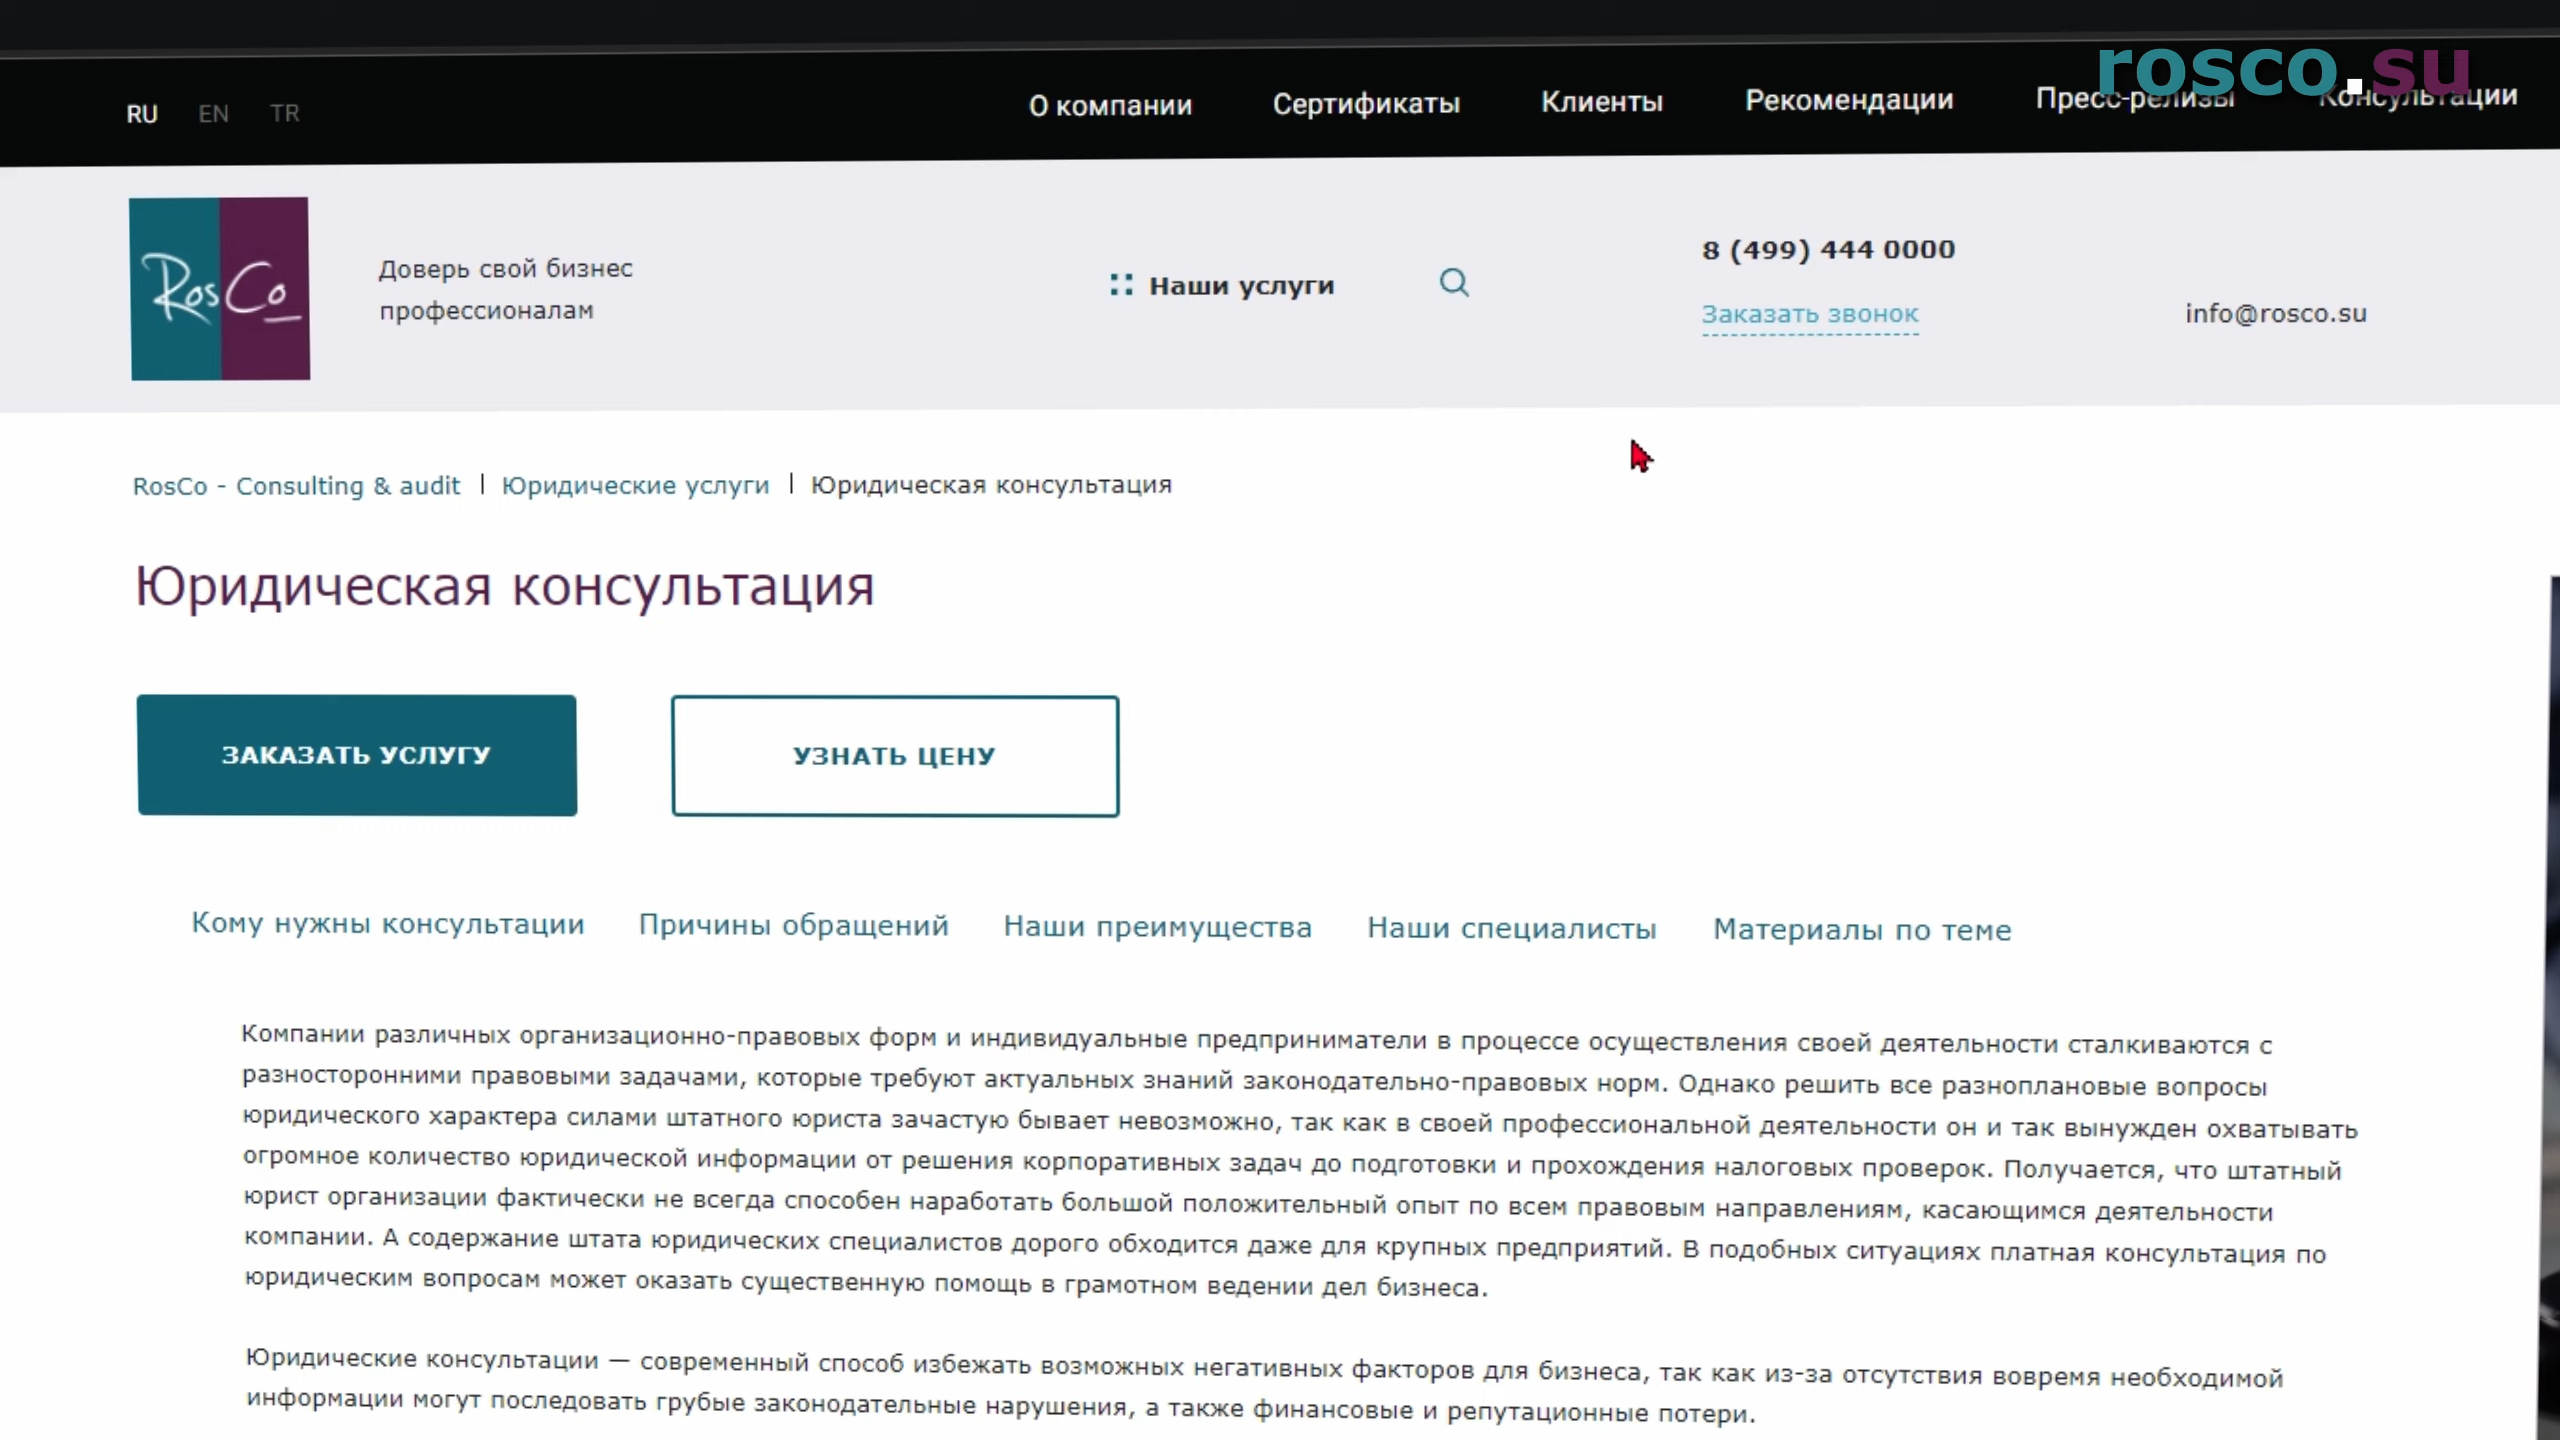 rosco.su
RU EN TR О компании Сертификаты Клиенты Рекомендации Пресс-релизы Консультации
RosCo
Доверь свой бизнес
профессионалам
Наши услуги
8 (499) 444 0000
Заказать звонок
info@rosco.su
RosCo - Consulting & audit | Юридические услуги | Юридическая консультация
Юридическая консультация
ЗАКАЗАТЬ УСЛУГУ УЗНАТЬ ЦЕНУ
Кому нужны консультации Причины обращений Наши преимущества Наши специалисты Материалы по теме
Компании различных организационно-правовых форм и индивидуальные предприниматели в процессе осуществления своей деятельности сталкиваются с
разносторонними правовыми задачами, которые требуют актуальных знаний законодательно-правовых норм. Однако решить все разноплановые вопросы
юридического характера силами штатного юриста зачастую бывает невозможно, так как в своей профессиональной деятельности он и так вынужден охватывать
огромное количество юридической информации от решения корпоративных задач до подготовки и прохождения налоговых проверок. Получается, что штатный
юрист организации фактически не всегда способен наработать большой положительный опыт по всем правовым направлениям, касающимся деятельности
компании. А содержание штата юридических специалистов дорого обходится даже для крупных предприятий. В подобных ситуациях платная консультация по
юридическим вопросам может оказать существенную помощь в грамотном ведении дел бизнеса.
Юридические консультации — современный способ избежать возможных негативных факторов для бизнеса, так как из-за отсутствия вовремя необходимой
информации могут последовать грубые законодательные нарушения, а также финансовые и репутационные потери.